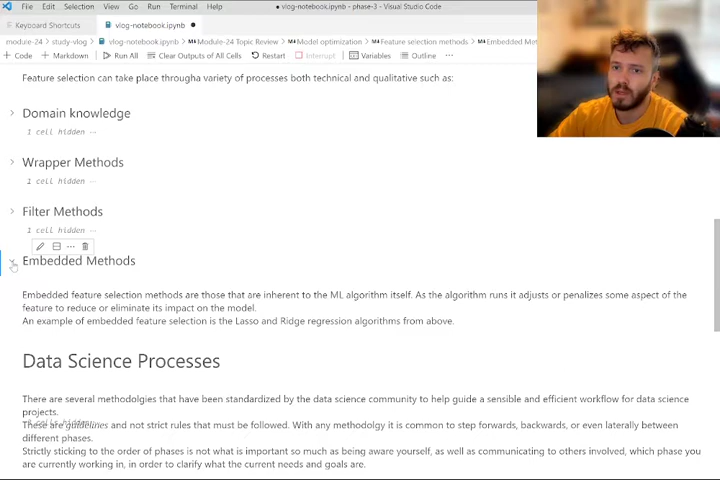 File Edit Selection View Go Run Terminal Help
● vlog-notebook.ipynb - phase-3 - Visual Studio Code
Keyboard Shortcuts
vlog-notebook.ipynb ●
module-24 > study-vlog > vlog-notebook.ipynb > M↓Module-24 Topic Review > M↓Model optimization > M↓Feature selection methods > M↓Embedded Met
+ Code + Markdown Run All Clear Outputs of All Cells Restart Interrupt Variables Outline ...
Feature selection can take place througha variety of processes both technical and qualitative such as:
Domain knowledge
1 cell hidden ...
Wrapper Methods
1 cell hidden ...
Filter Methods
1 cell hidden ...
Embedded Methods
Embedded feature selection methods are those that are inherent to the ML algorithm itself. As the algorithm runs it adjusts or penalizes some aspect of the
feature to reduce or eliminate its impact on the model.
An example of embedded feature selection is the Lasso and Ridge regression algorithms from above.
Data Science Processes
There are several methodolgies that have been standardized by the data science community to help guide a sensible and efficient workflow for data science
projects.
cells hidden
These are guidelines and not strict rules that must be followed. With any methodolgy it is common to step forwards, backwards, or even laterally between
different phases.
Strictly sticking to the order of phases is not what is important so much as being aware yourself, as well as communicating to others involved, which phase you
are currently working in, in order to clarify what the current needs and goals are.